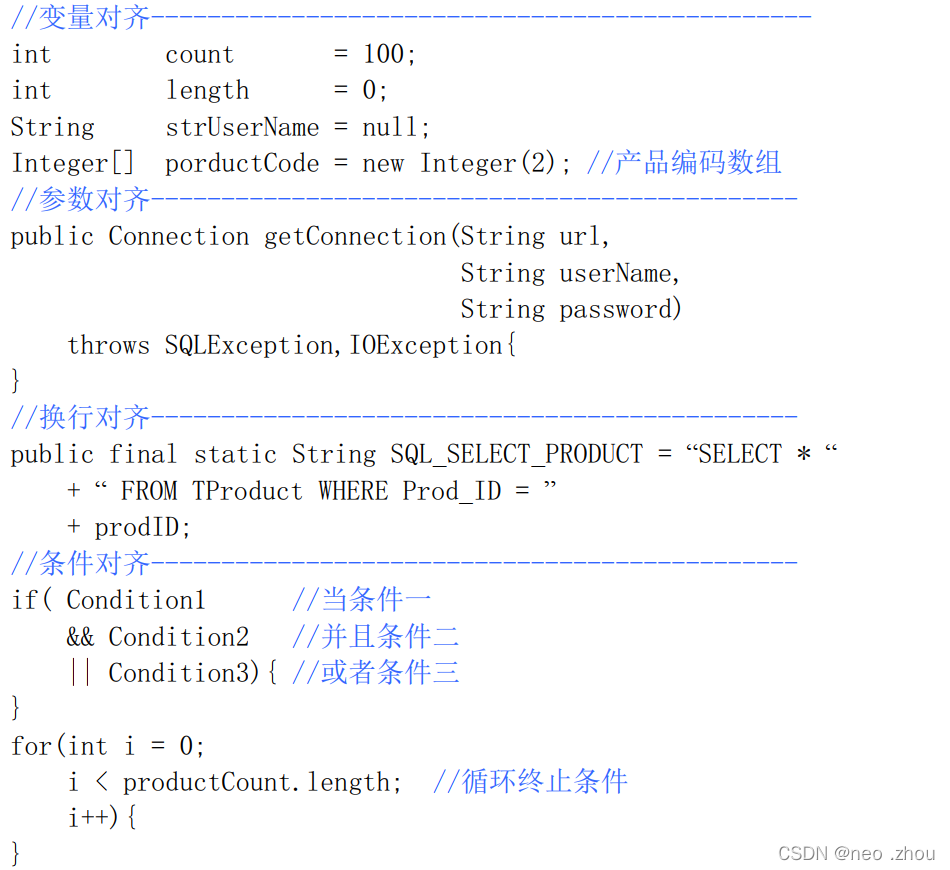 //变量对齐-----------------------------------------------
int        count       = 100;
int        length      = 0;
String     strUserName = null;
Integer[]  porductCode = new Integer(2); //产品编码数组
//参数对齐----------------------------------------------
public Connection getConnection(String url,
                                String userName,
                                String password)
    throws SQLException,IOException{
}
//换行对齐----------------------------------------------
public final static String SQL_SELECT_PRODUCT = “SELECT * “
    + “ FROM TProduct WHERE Prod_ID = ”
    + prodID;
//条件对齐----------------------------------------------
if( Condition1      //当条件一
    && Condition2   //并且条件二
    || Condition3){ //或者条件三
}
for(int i = 0;
    i < productCount.length;  //循环终止条件
    i++){
}
CSDN @neo .zhou